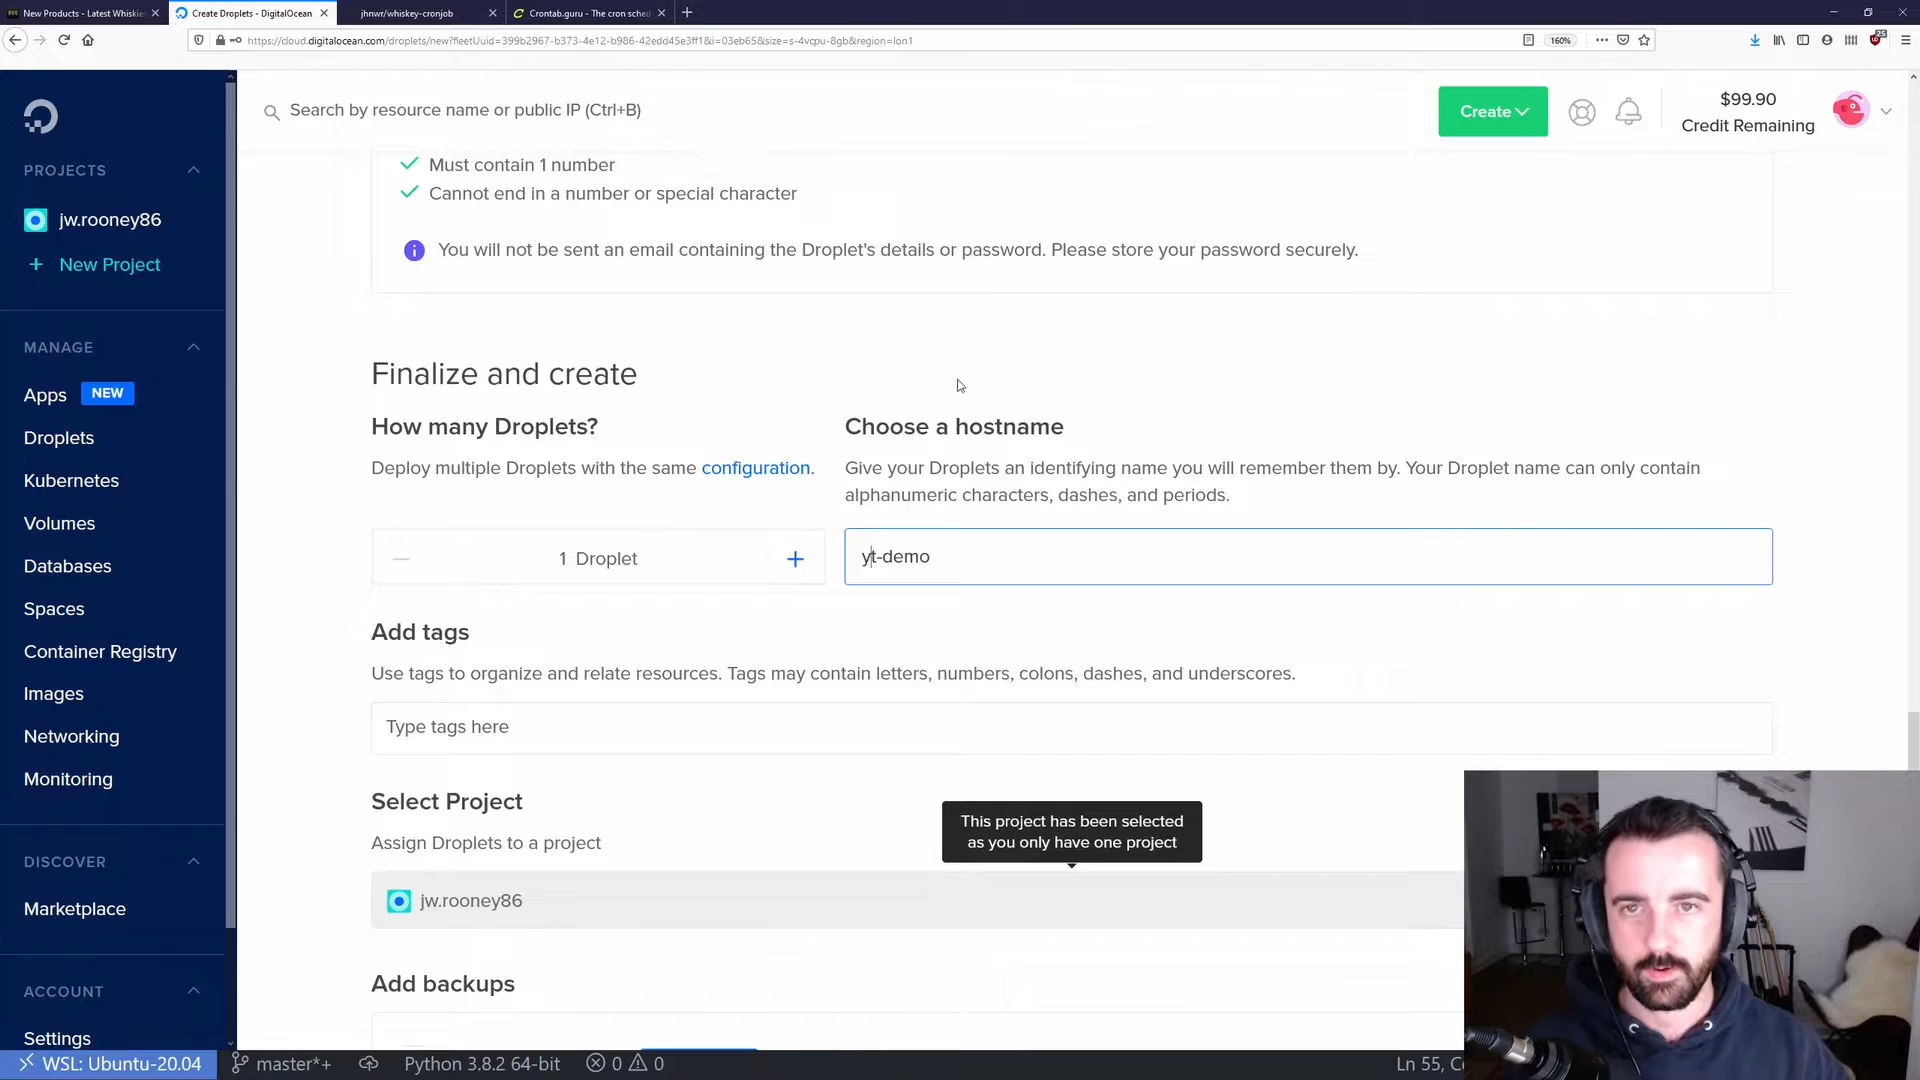 New Products - Latest Whiskies
Create Droplets - DigitalOcean
jhnwr/whiskey-cronjob
Crontab.guru - The cron sched
https://cloud.digitalocean.com/droplets/new?fleetUuid=399b2967-b373-4e12-b986-42edd45e3ff1&i=03eb65&size=s-4vcpu-8gb&region=lon1
160%
25
Search by resource name or public IP (Ctrl+B)
Create
$99.90
Credit Remaining
PROJECTS
jw.rooney86
+ New Project
MANAGE
Apps NEW
Droplets
Kubernetes
Volumes
Databases
Spaces
Container Registry
Images
Networking
Monitoring
DISCOVER
Marketplace
ACCOUNT
Settings
Must contain 1 number
Cannot end in a number or special character
You will not be sent an email containing the Droplet's details or password. Please store your password securely.
Finalize and create
How many Droplets?
Deploy multiple Droplets with the same configuration.
1 Droplet
Choose a hostname
Give your Droplets an identifying name you will remember them by. Your Droplet name can only contain
alphanumeric characters, dashes, and periods.
yt-demo
Add tags
Use tags to organize and relate resources. Tags may contain letters, numbers, colons, dashes, and underscores.
Type tags here
Select Project
Assign Droplets to a project
This project has been selected
as you only have one project
jw.rooney86
Add backups
WSL: Ubuntu-20.04
master*+
Python 3.8.2 64-bit
0
0
Ln 55, C